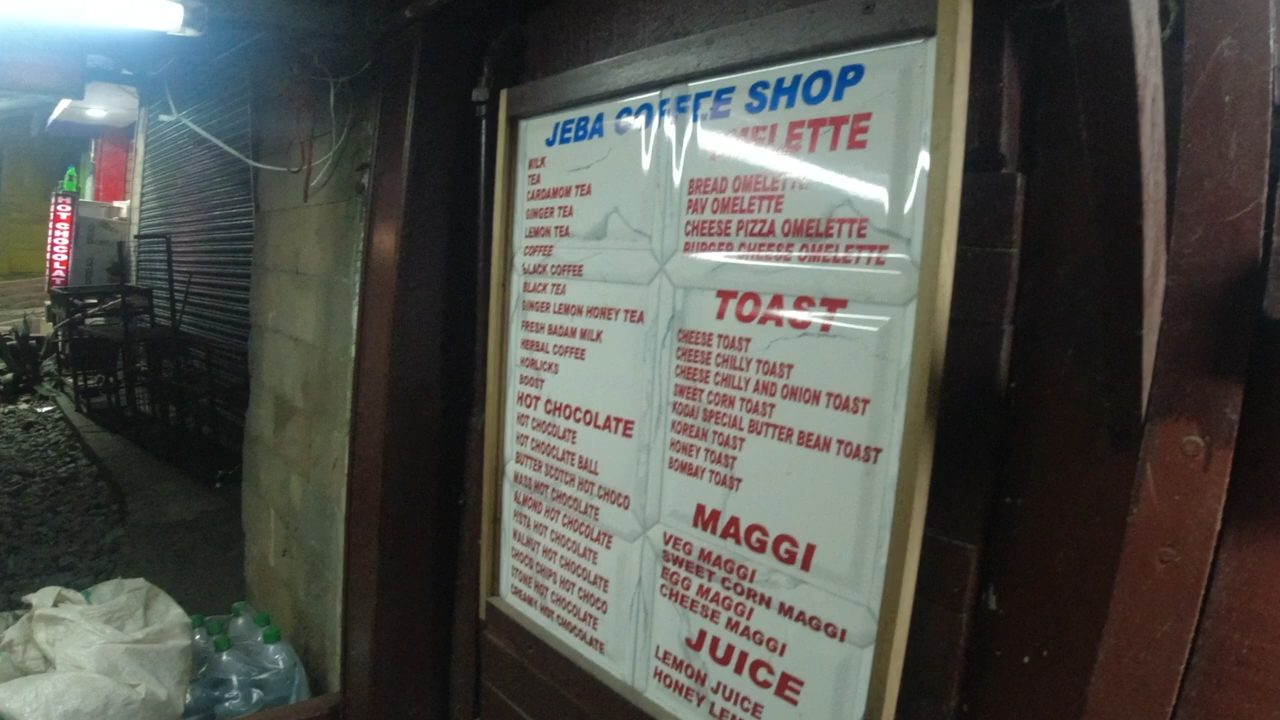 JEBA COFFEE SHOP
MILK
TEA
CARDAMOM TEA
GINGER TEA
LEMON TEA
COFFEE
BLACK COFFEE
BLACK TEA
GINGER LEMON HONEY TEA
FRESH BADAM MILK
HERBAL COFFEE
HORLICKS
BOOST
HOT CHOCOLATE
HOT CHOCOLATE
HOT CHOOCLATE BALL
BUTTER SCOTCH HOT CHOCO
MASS HOT CHOCOLATE
ALMOND HOT CHOCOLATE
PISTA HOT CHOCOLATE
WALNUT HOT CHOCOLATE
CHOCO CHIPS HOT CHOCO
STONE HOT CHOCOLATE
CREAMY HOT CHOCOLATE
OMELETTE
BREAD OMELETTE
PAV OMELETTE
CHEESE PIZZA OMELETTE
BURGER CHEESE OMELETTE
TOAST
CHEESE TOAST
CHEESE CHILLY TOAST
CHEESE CHILLY AND ONION TOAST
SWEET CORN TOAST
KODAI SPECIAL BUTTER BEAN TOAST
KOREAN TOAST
HONEY TOAST
BOMBAY TOAST
MAGGI
VEG MAGGI
SWEET CORN MAGGI
EGG MAGGI
CHEESE MAGGI
JUICE
LEMON JUICE
HONEY
HOT CHOCOLAT